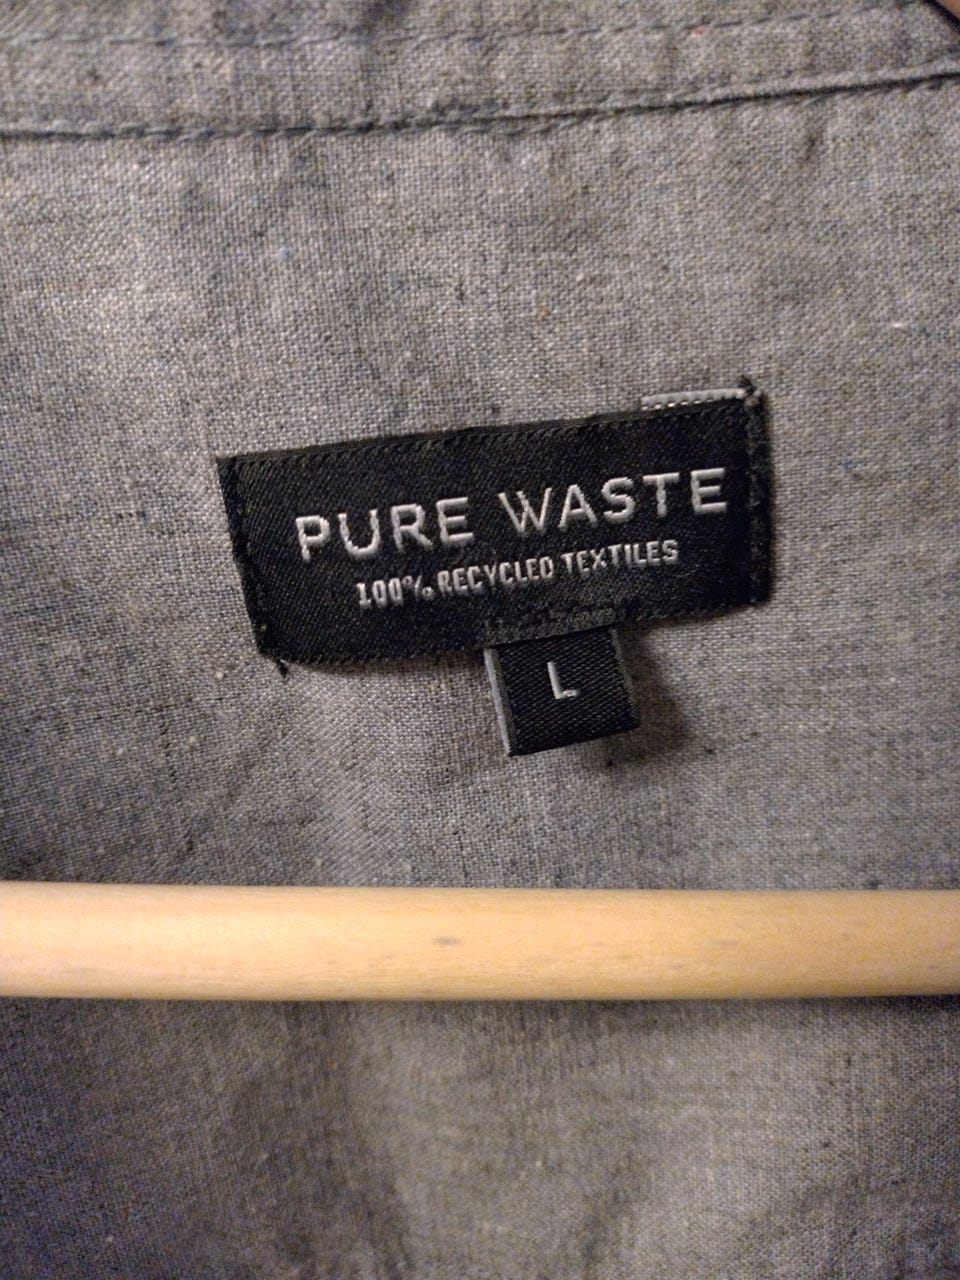 PURE WASTE
100% RECYCLED TEXTILES
L